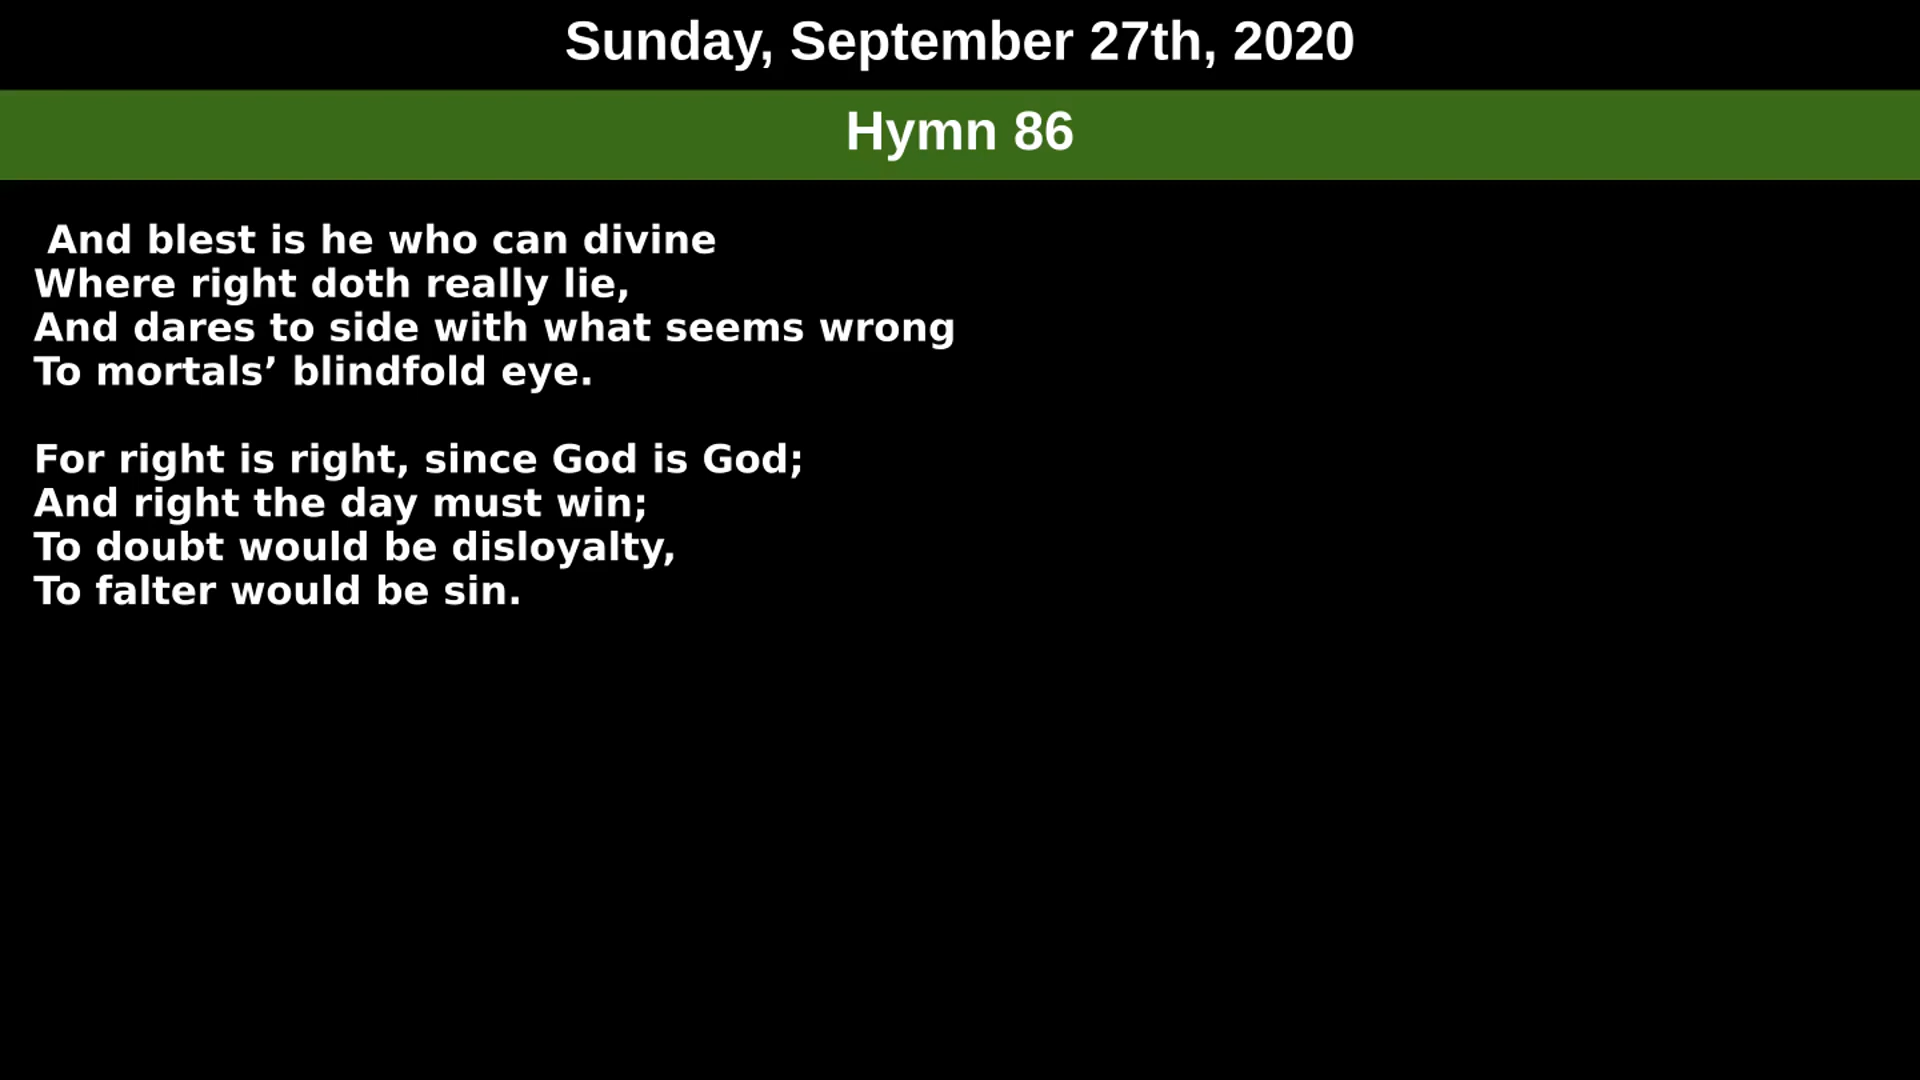 Sunday, September 27th, 2020
Hymn 86
And blest is he who can divine
Where right doth really lie,
And dares to side with what seems wrong
To mortals’ blindfold eye.
For right is right, since God is God;
And right the day must win;
To doubt would be disloyalty,
To falter would be sin.